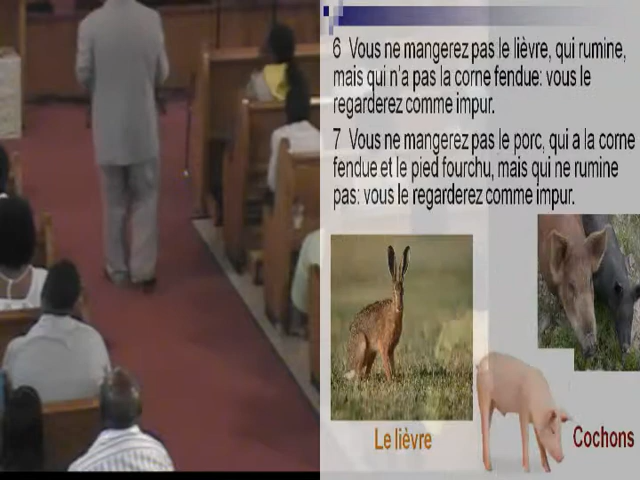 6 Vous ne mangerez pas le lièvre, qui rumine,
mais qui n'a pas la corne fendue: vous le
regarderez comme impur.
7 Vous ne mangerez pas le porc, qui a la corne
fendue et le pied fourchu, mais qui ne rumine
pas: vous le regarderez comme impur.
Le lièvre
Cochons